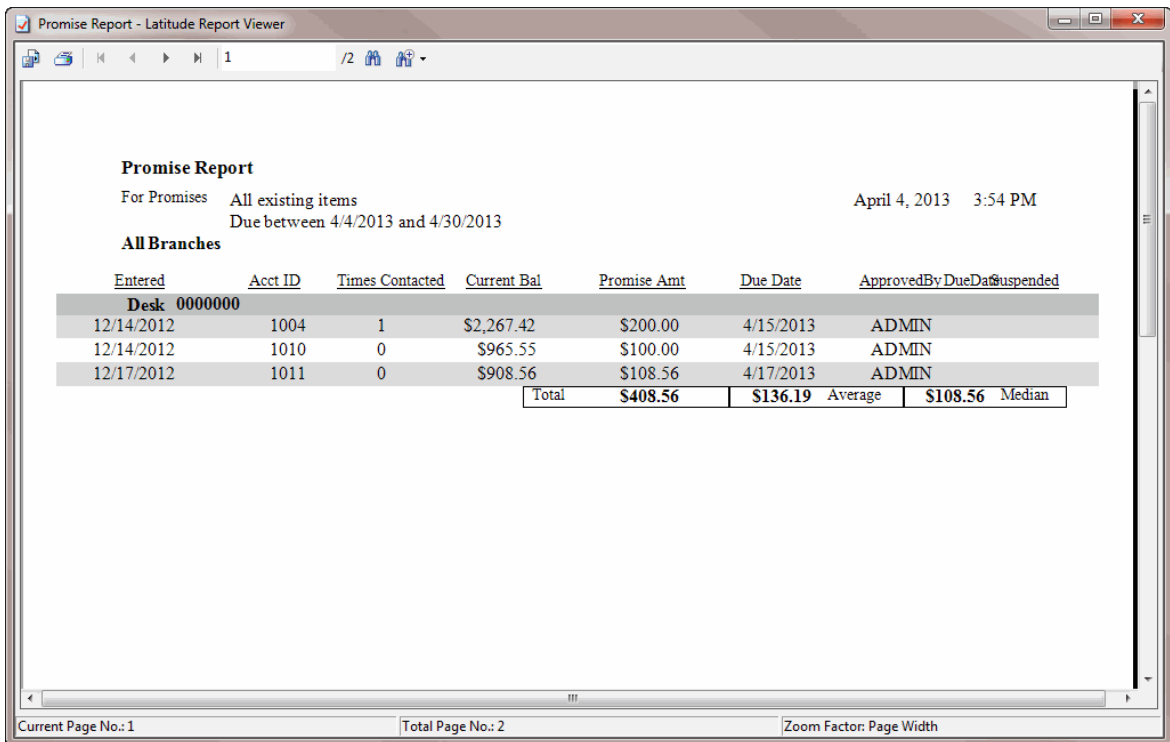 Promise Report - Latitude Report Viewer
1 /2
Promise Report
For Promises All existing items April 4, 2013 3:54 PM
Due between 4/4/2013 and 4/30/2013
All Branches
Entered Acct ID Times Contacted Current Bal Promise Amt Due Date ApprovedBy DueDateSuspended
Desk 0000000
12/14/2012 1004 1 $2,267.42 $200.00 4/15/2013 ADMIN
12/14/2012 1010 0 $965.55 $100.00 4/15/2013 ADMIN
12/17/2012 1011 0 $908.56 $108.56 4/17/2013 ADMIN
Total $408.56 $136.19 Average $108.56 Median
Current Page No.: 1 Total Page No.: 2 Zoom Factor: Page Width